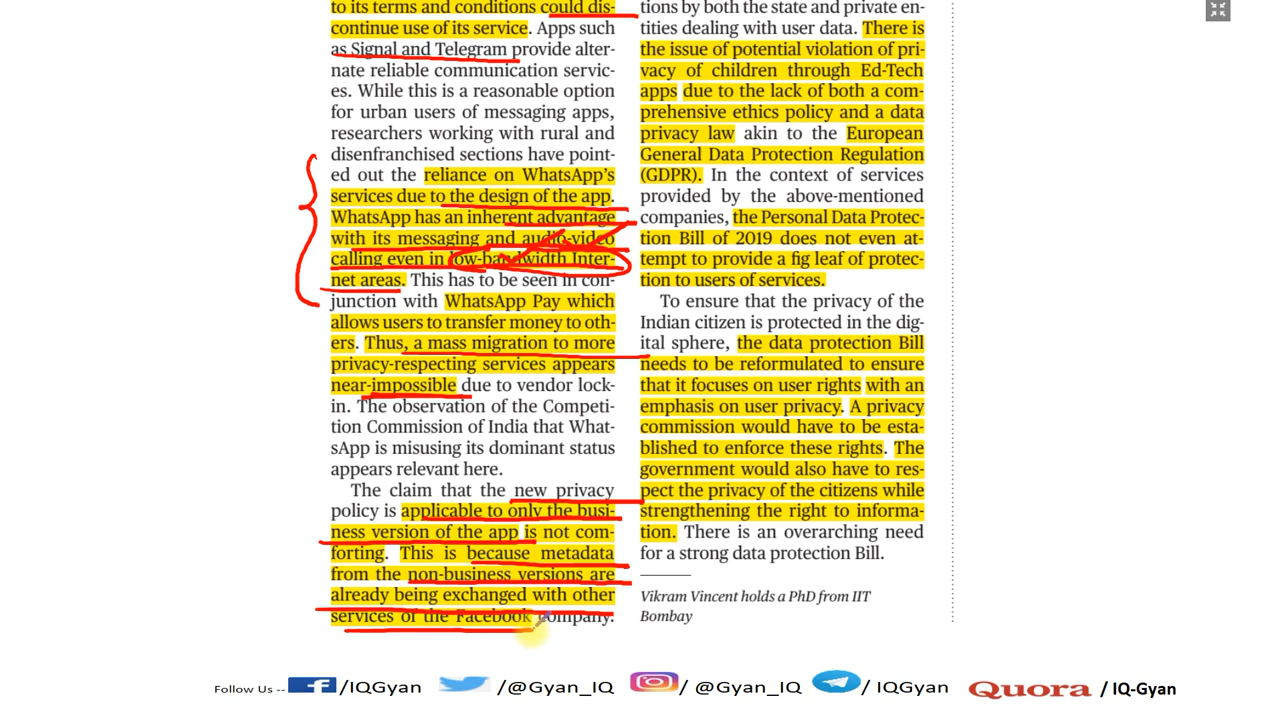 to its terms and conditions could dis-
continue use of its service. Apps such
as Signal and Telegram provide alter-
nate reliable communication servic-
es. While this is a reasonable option
for urban users of messaging apps,
researchers working with rural and
disenfranchised sections have point-
ed out the reliance on WhatsApp's
services due to the design of the app.
WhatsApp has an inherent advantage
with its messaging and audio-video
calling even in low-bandwidth Inter-
net areas. This has to be seen in con-
junction with WhatsApp Pay which
allows users to transfer money to oth-
ers. Thus, a mass migration to more
privacy-respecting services appears
near-impossible due to vendor lock-
in. The observation of the Competi-
tion Commission of India that What-
sApp is misusing its dominant status
appears relevant here.
The claim that the new privacy
policy is applicable to only the busi-
ness version of the app is not com-
forting. This is because metadata
from the non-business versions are
already being exchanged with other
services of the Facebook company.
tions by both the state and private en-
tities dealing with user data. There is
the issue of potential violation of pri-
vacy of children through Ed-Tech
apps due to the lack of both a com-
prehensive ethics policy and a data
privacy law akin to the European
General Data Protection Regulation
(GDPR). In the context of services
provided by the above-mentioned
companies, the Personal Data Protec-
tion Bill of 2019 does not even at-
tempt to provide a fig leaf of protec-
tion to users of services.
To ensure that the privacy of the
Indian citizen is protected in the dig-
ital sphere, the data protection Bill
needs to be reformulated to ensure
that it focuses on user rights with an
emphasis on user privacy. A privacy
commission would have to be esta-
blished to enforce these rights. The
government would also have to res-
pect the privacy of the citizens while
strengthening the right to informa-
tion. There is an overarching need
for a strong data protection Bill.
Vikram Vincent holds a PhD from IIT
Bombay
Follow Us -- f /IQGyan /@Gyan_IQ / @Gyan_IQ / IQGyan Quora / IQ-Gyan